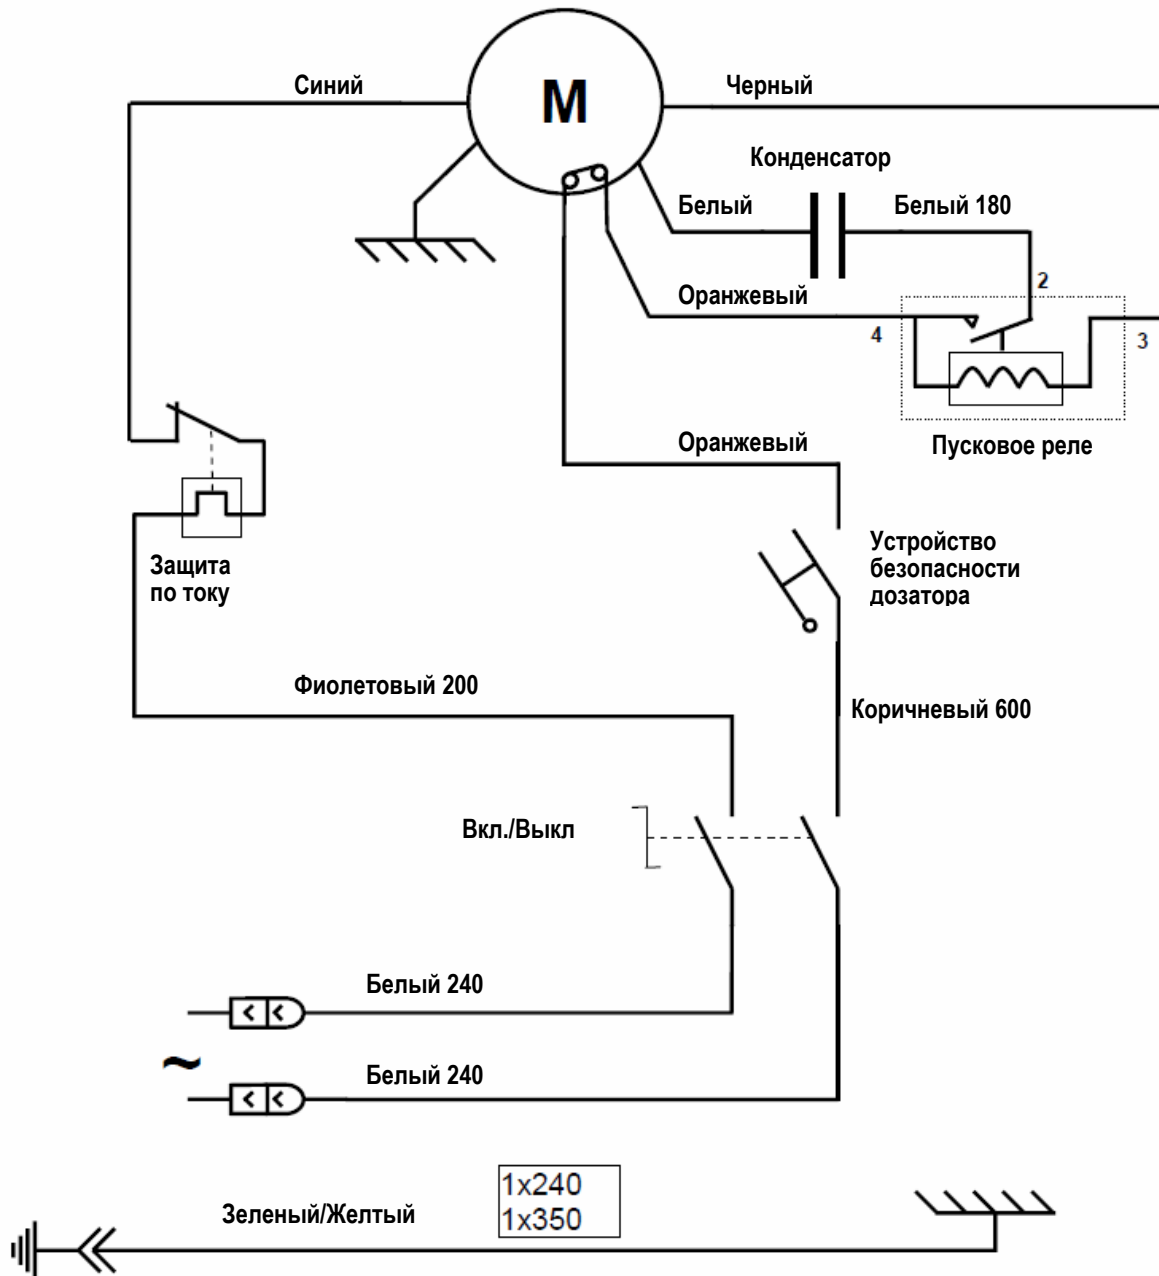 Синий
М
Черный
Конденсатор
Белый
Белый 180
2
Оранжевый
4
3
Пусковое реле
Оранжевый
Устройство
безопасности
дозатора
Защита
по току
Фиолетовый 200
Коричневый 600
Вкл./Выкл
Белый 240
~
Белый 240
1x240
1x350
Зеленый/Желтый